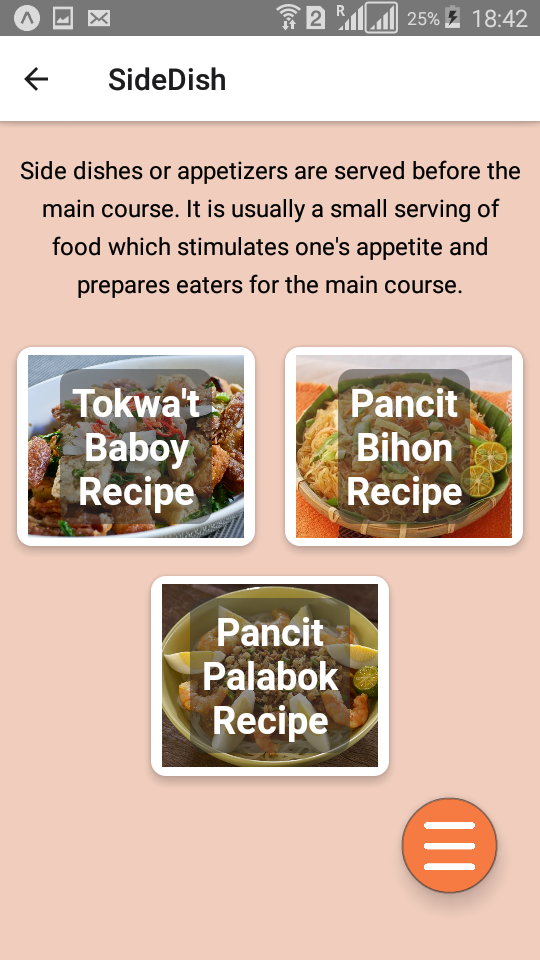 R 2 25% 18:42
SideDish
Side dishes or appetizers are served before the
main course. It is usually a small serving of
food which stimulates one's appetite and
prepares eaters for the main course.
Tokwa't
Baboy
Recipe
Pancit
Bihon
Recipe
Pancit
Palabok
Recipe